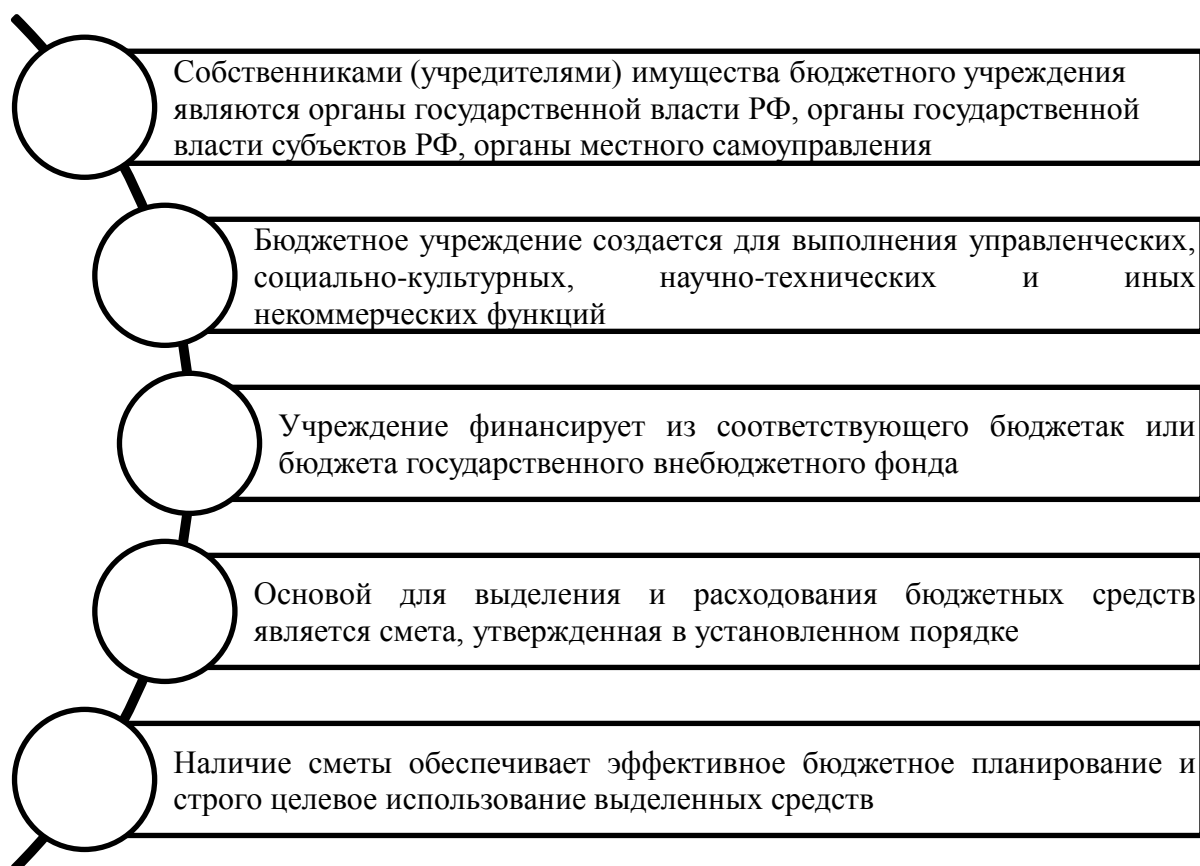 Собственниками (учредителями) имущества бюджетного учреждения
являются органы государственной власти РФ, органы государственной
власти субъектов РФ, органы местного самоуправления
Бюджетное учреждение создается для выполнения управленческих,
социально-культурных, научно-технических и иных
некоммерческих функций
Учреждение финансирует из соответствующего бюджетак или
бюджета государственного внебюджетного фонда
Основой для выделения и расходования бюджетных средств
является смета, утвержденная в установленном порядке
Наличие сметы обеспечивает эффективное бюджетное планирование и
строго целевое использование выделенных средств